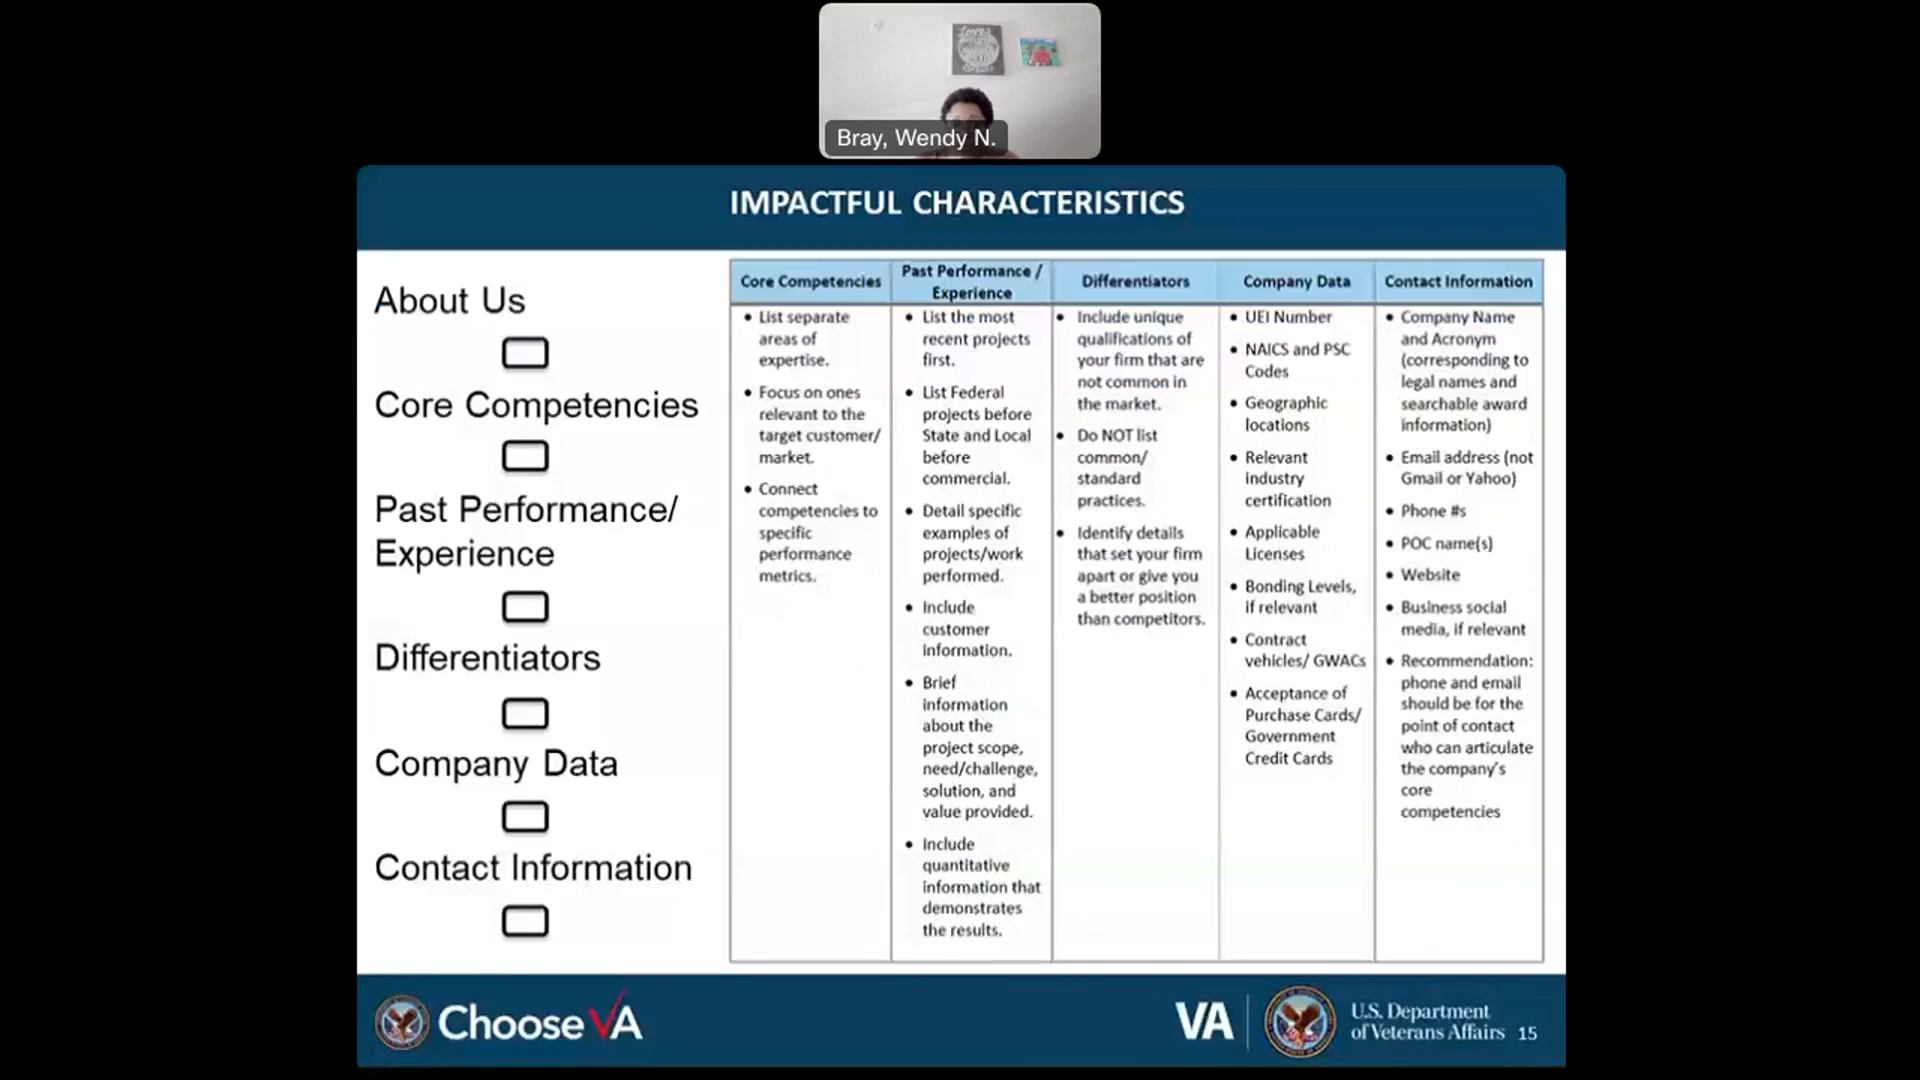 Bray, Wendy N.
IMPACTFUL CHARACTERISTICS
About Us
Core Competencies
Past Performance/
Experience
Differentiators
Company Data
Contact Information
Core Competencies
• List separate
areas of
expertise.
• Focus on ones
relevant to the
target customer/
market.
• Connect
competencies to
specific
performance
metrics.
Past Performance /
Experience
• List the most
recent projects
first.
• List Federal
projects before
State and Local
before
commercial.
• Detail specific
examples of
projects/work
performed.
• Include
customer
information.
• Brief
information
about the
project scope,
need/challenge,
solution, and
value provided.
• Include
quantitative
information that
demonstrates
the results.
Differentiators
• Include unique
qualifications of
your firm that are
not common in
the market.
• Do NOT list
common/
standard
practices.
• Identify details
that set your firm
apart or give you
a better position
than competitors.
Company Data
• UEI Number
• NAICS and PSC
Codes
• Geographic
locations
• Relevant
industry
certification
• Applicable
Licenses
• Bonding Levels,
if relevant
• Contract
vehicles/ GWACs
• Acceptance of
Purchase Cards/
Government
Credit Cards
Contact Information
• Company Name
and Acronym
(corresponding to
legal names and
searchable award
information)
• Email address (not
Gmail or Yahoo)
• Phone #s
• POC name(s)
• Website
• Business social
media, if relevant
• Recommendation:
phone and email
should be for the
point of contact
who can articulate
the company's
core
competencies
Choose VA
VA
U.S. Department
of Veterans Affairs 15